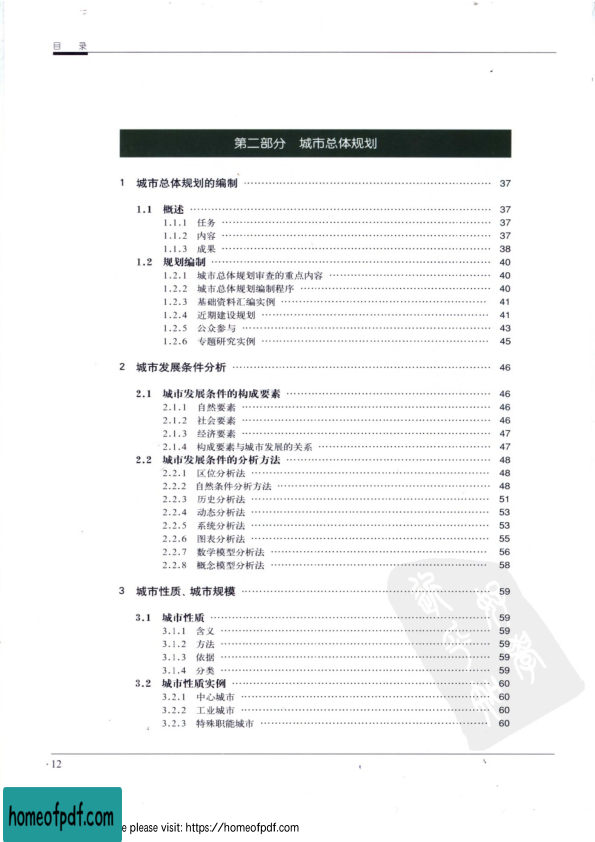 目 录
第二部分 城市总体规划
1 城市总体规划的编制 …… 37
1.1 概述 …… 37
1.1.1 任务 …… 37
1.1.2 内容 …… 37
1.1.3 成果 …… 38
1.2 规划编制 …… 40
1.2.1 城市总体规划审查的重点内容 …… 40
1.2.2 城市总体规划编制程序 …… 40
1.2.3 基础资料汇编实例 …… 41
1.2.4 近期建设规划 …… 41
1.2.5 公众参与 …… 43
1.2.6 专题研究实例 …… 45
2 城市发展条件分析 …… 46
2.1 城市发展条件的构成要素 …… 46
2.1.1 自然要素 …… 46
2.1.2 社会要素 …… 46
2.1.3 经济要素 …… 47
2.1.4 构成要素与城市发展的关系 …… 47
2.2 城市发展条件的分析方法 …… 48
2.2.1 区位分析法 …… 48
2.2.2 自然条件分析方法 …… 48
2.2.3 历史分析法 …… 51
2.2.4 动态分析法 …… 53
2.2.5 系统分析法 …… 53
2.2.6 图表分析法 …… 55
2.2.7 数学模型分析法 …… 56
2.2.8 概念模型分析法 …… 58
3 城市性质、城市规模 …… 59
3.1 城市性质 …… 59
3.1.1 含义 …… 59
3.1.2 方法 …… 59
3.1.3 依据 …… 59
3.1.4 分类 …… 59
3.2 城市性质实例 …… 60
3.2.1 中心城市 …… 60
3.2.2 工业城市 …… 60
3.2.3 特殊职能城市 …… 60
·12
homeofpdf.com
e please visit: https://homeofpdf.com